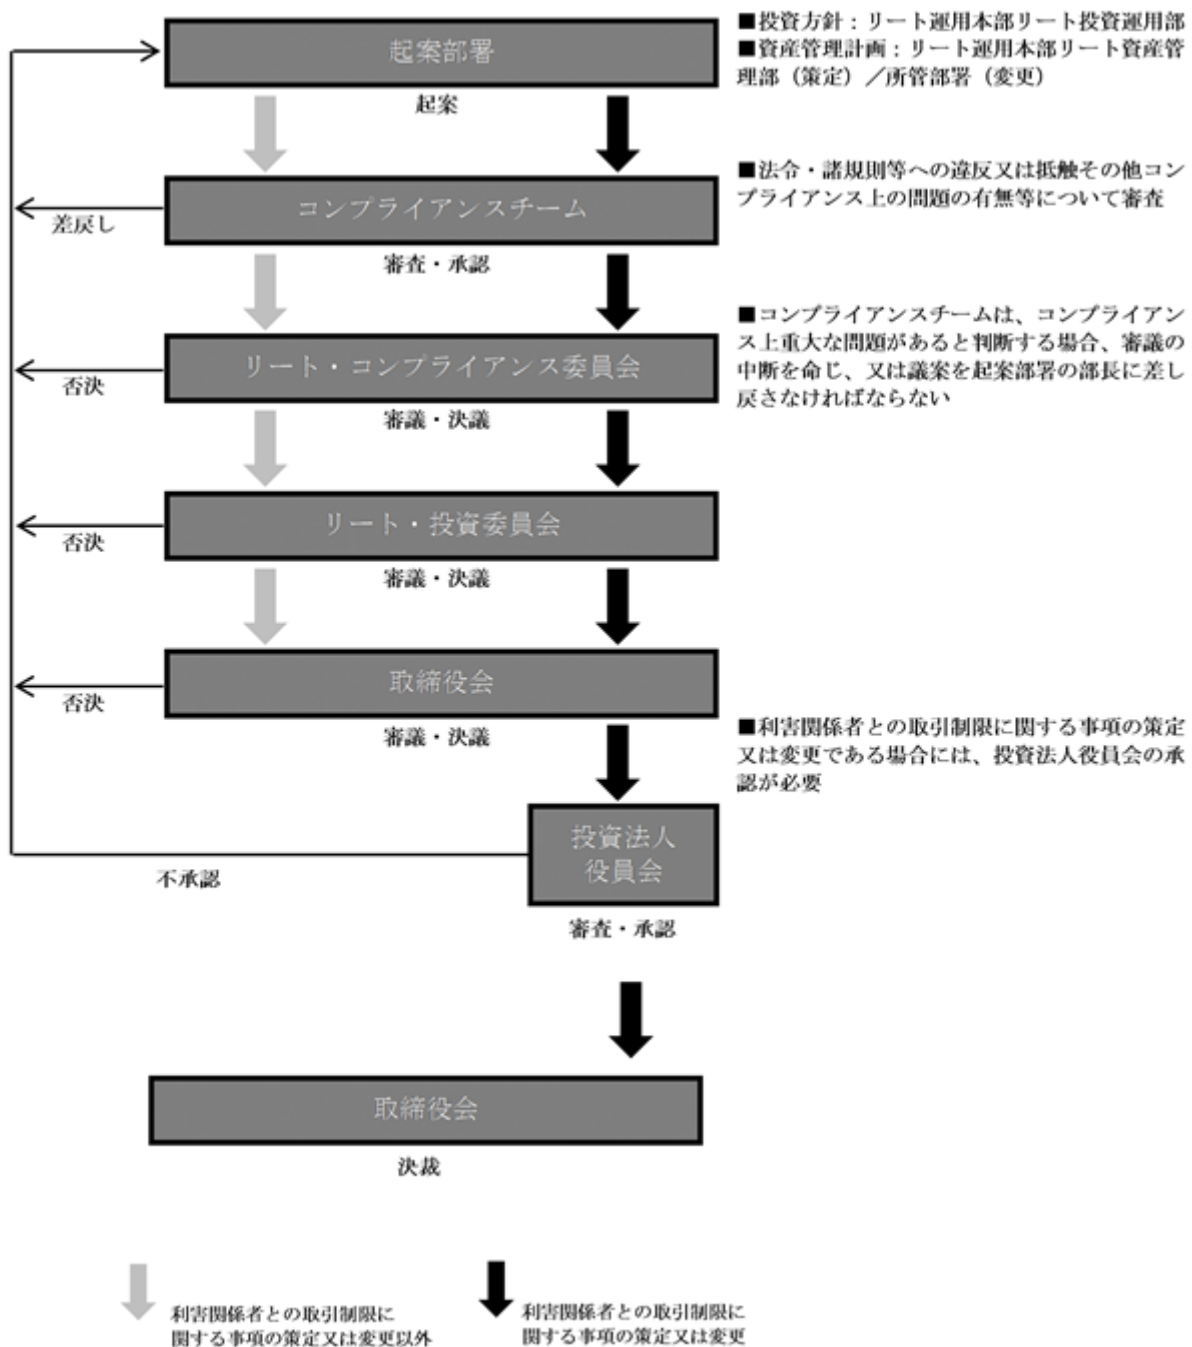 起案部署
起案
■投資方針：リート運用本部リート投資運用部
■資産管理計画：リート運用本部リート資産管
理部（策定）／所管部署（変更）
コンプライアンスチーム
差戻し
審査・承認
■法令・諸規則等への違反又は抵触その他コン
プライアンス上の問題の有無等について審査
リート・コンプライアンス委員会
否決
審議・決議
■コンプライアンスチームは、コンプライアン
ス上重大な問題があると判断する場合、審議の
中断を命じ、又は議案を起案部署の部長に差し
戻さなければならない
リート・投資委員会
否決
審議・決議
取締役会
否決
審議・決議
■利害関係者との取引制限に関する事項の策定
又は変更である場合には、投資法人役員会の承
認が必要
投資法人
役員会
不承認
審査・承認
取締役会
決裁
利害関係者との取引制限に
関する事項の策定又は変更以外
利害関係者との取引制限に
関する事項の策定又は変更